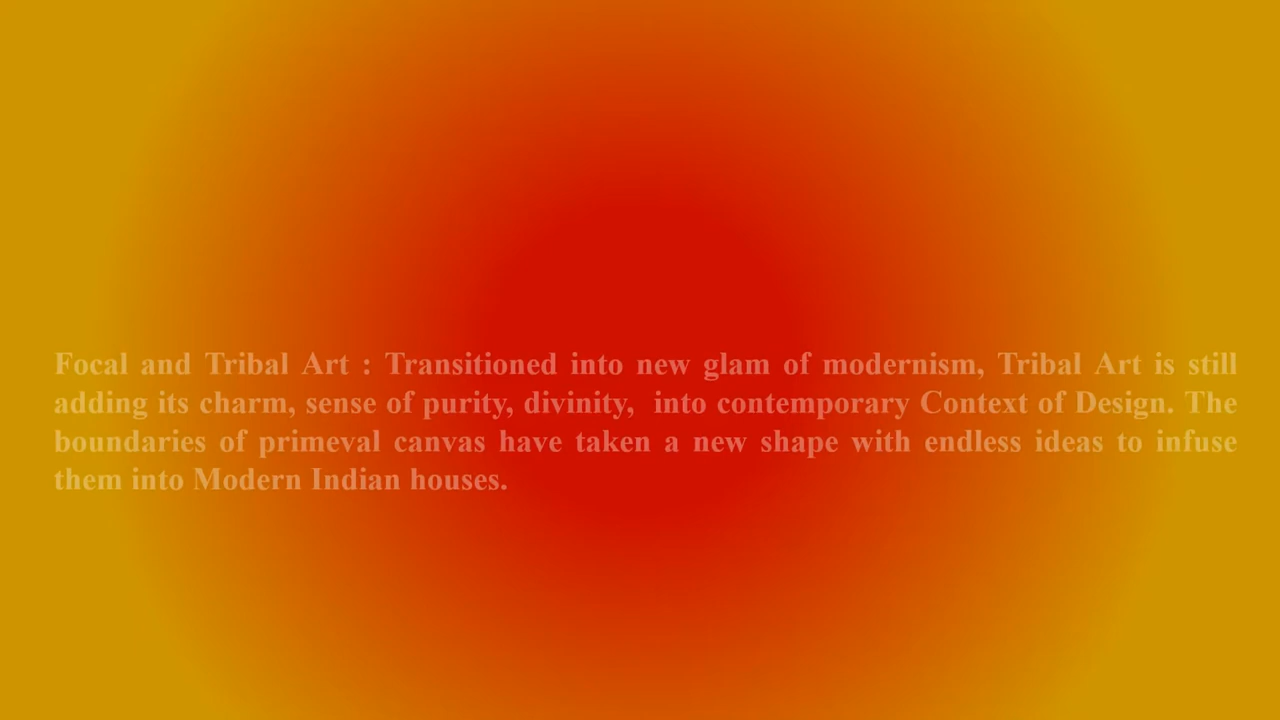 Focal and Tribal Art : Transitioned into new glam of modernism, Tribal Art is still
adding its charm, sense of purity, divinity,  into contemporary Context of Design. The
boundaries of primeval canvas have taken a new shape with endless ideas to infuse
them into Modern Indian houses.